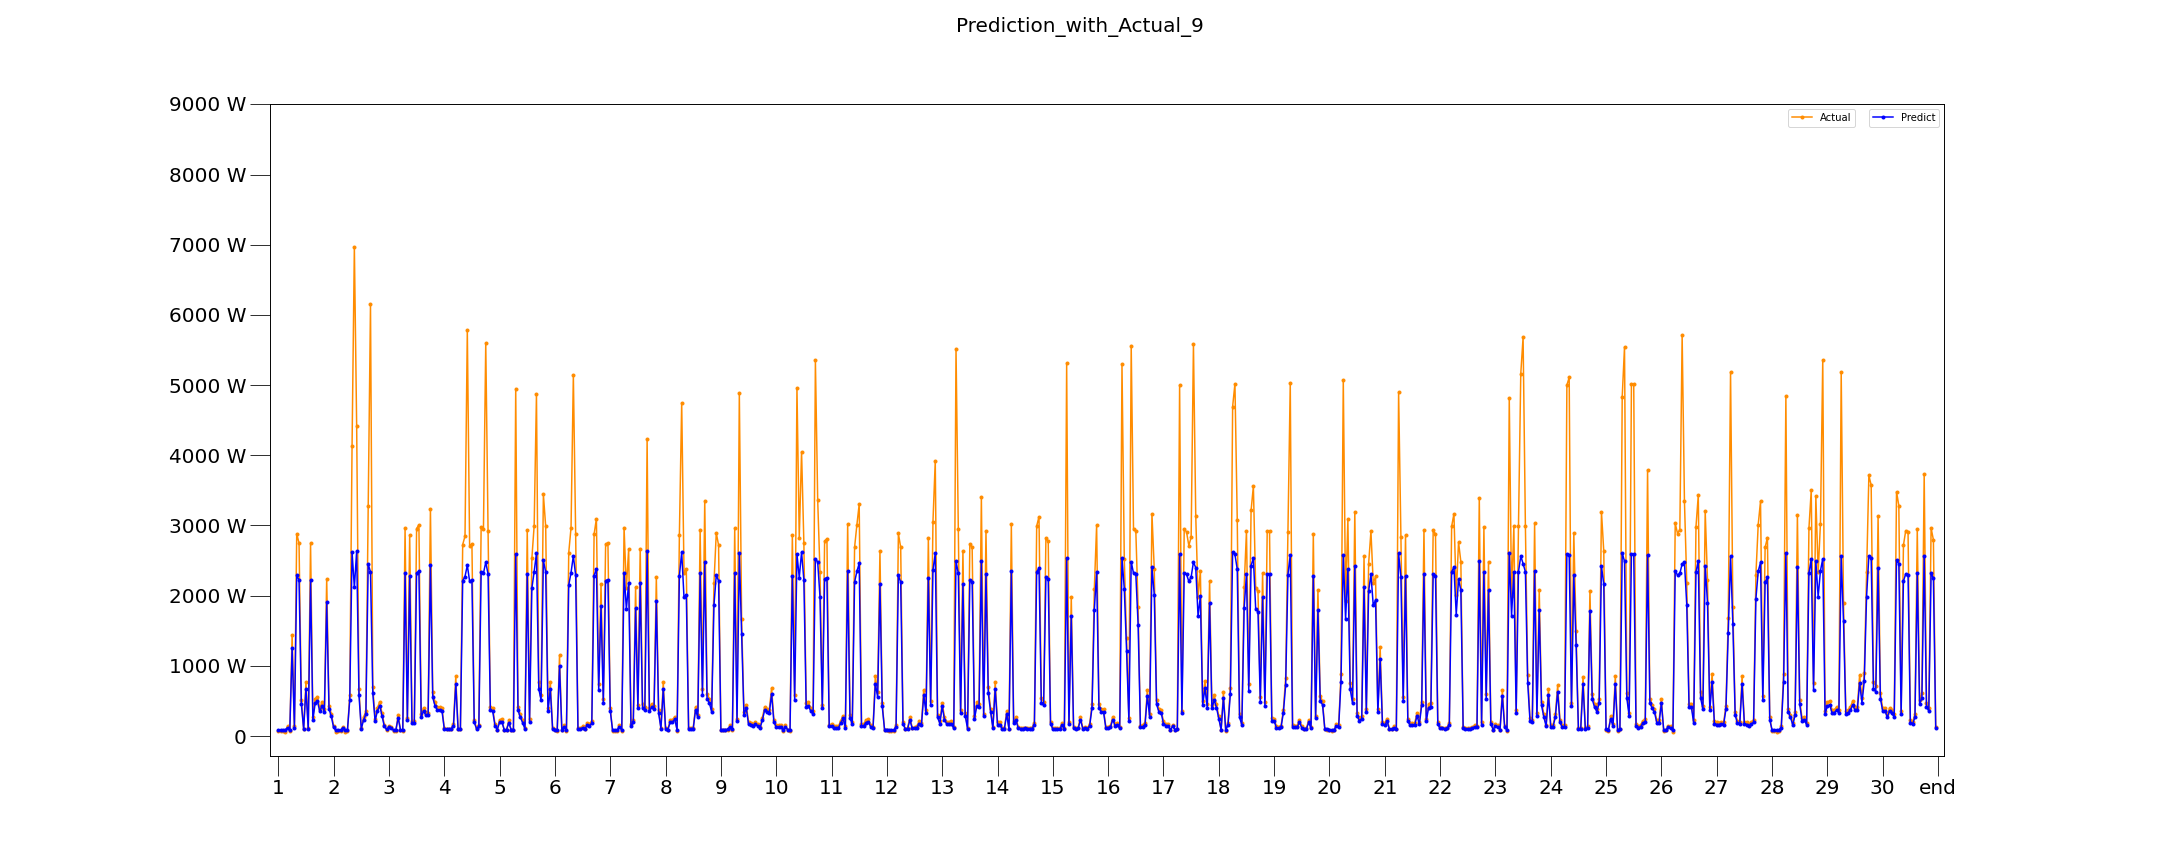 Prediction_with_Actual_9
9000 W
8000 W
7000 W
6000 W
5000 W
4000 W
3000 W
2000 W
1000 W
0
Actual Predict
1 2 3 4 5 6 7 8 9 10 11 12 13 14 15 16 17 18 19 20 21 22 23 24 25 26 27 28 29 30 end